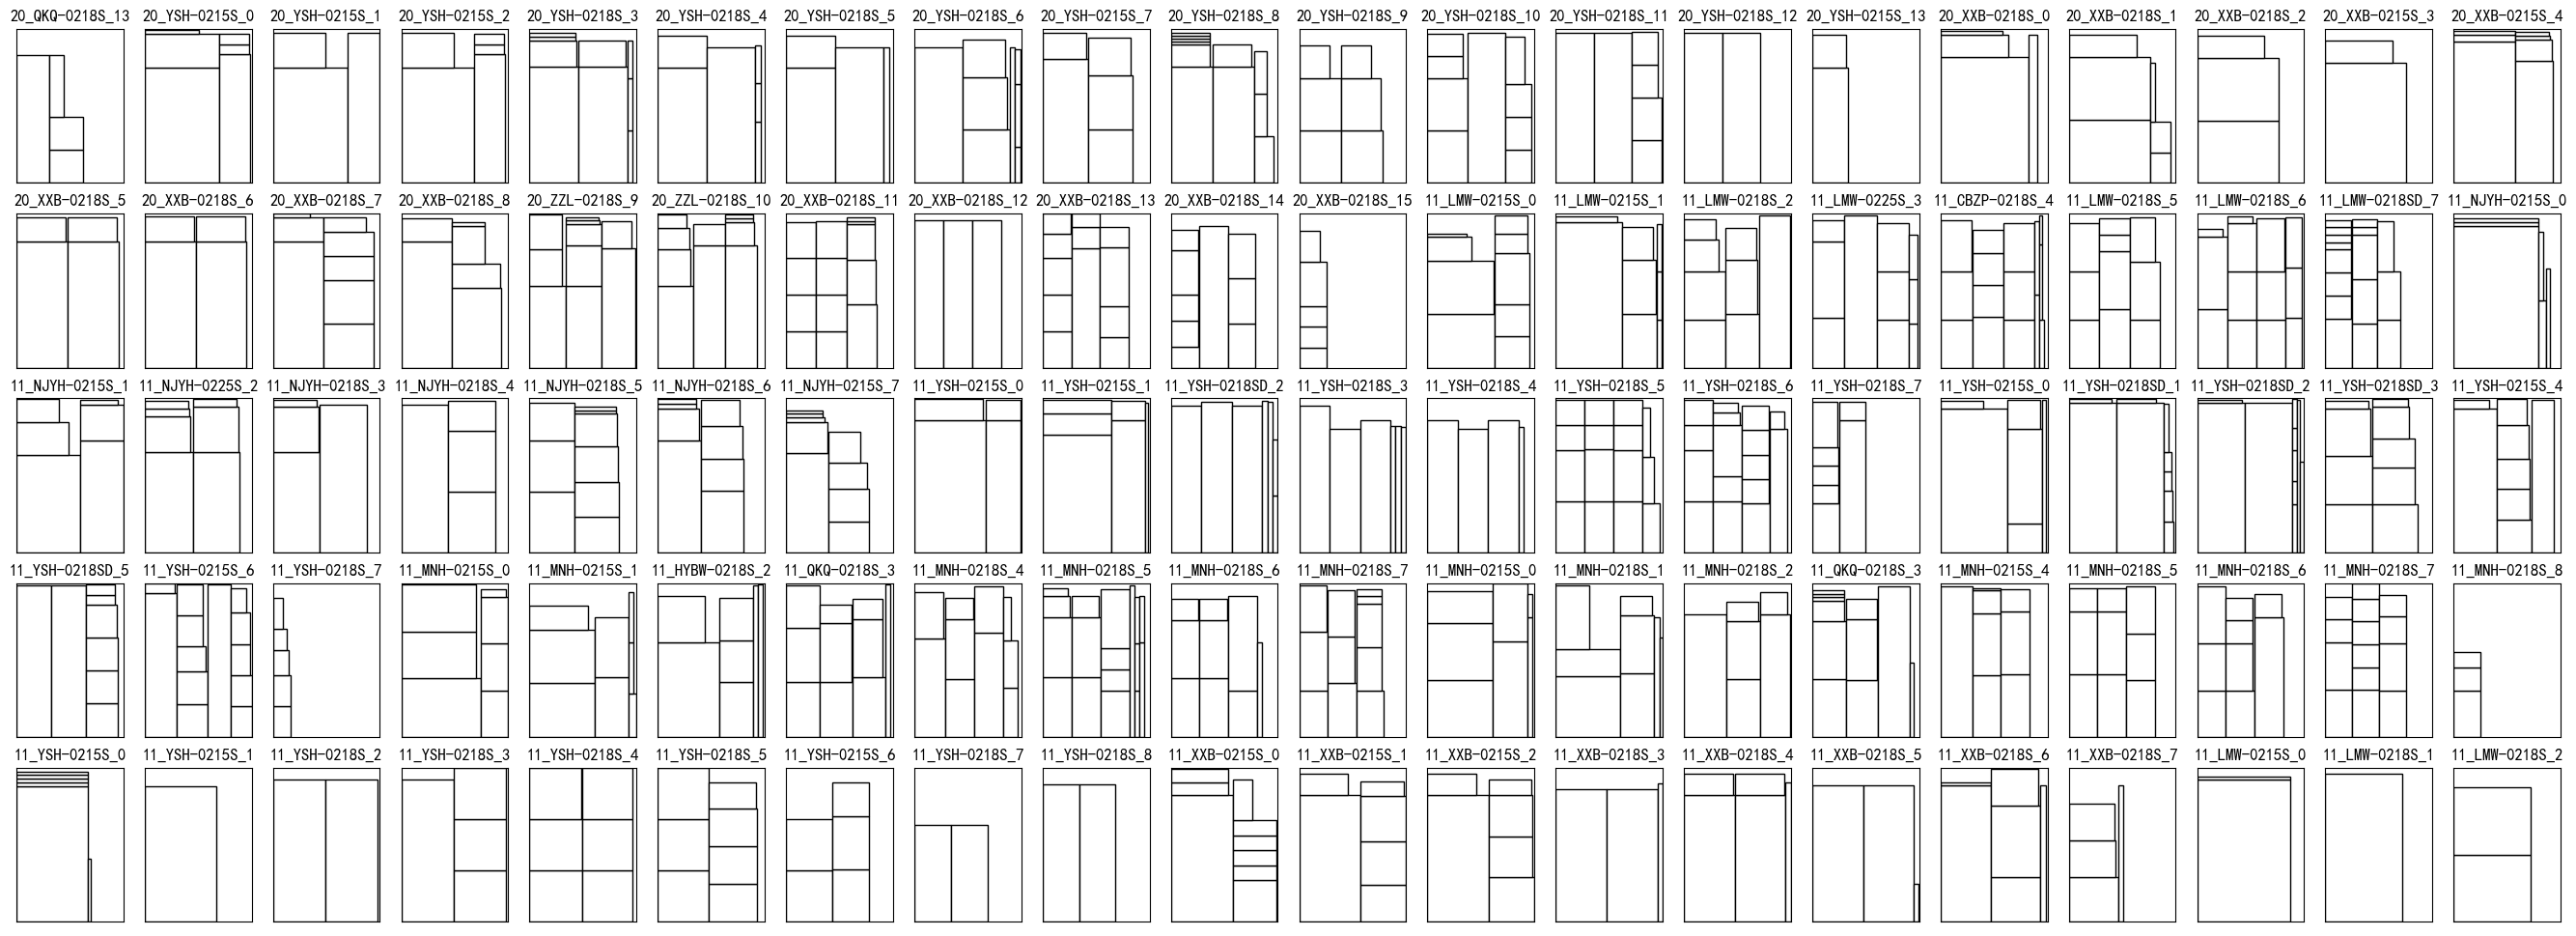 20_QKQ-0218S_13 20_YSH-0215S_0 20_YSH-0215S_1 20_YSH-0215S_2 20_YSH-0218S_3 20_YSH-0218S_4 20_YSH-0218S_5 20_YSH-0218S_6 20_YSH-0215S_7 20_YSH-0218S_8 20_YSH-0218S_9 20_YSH-0218S_10 20_YSH-0218S_11 20_YSH-0218S_12 20_YSH-0215S_13 20_XXB-0218S_0 20_XXB-0218S_1 20_XXB-0218S_2 20_XXB-0215S_3 20_XXB-0215S_4
20_XXB-0218S_5 20_XXB-0218S_6 20_XXB-0218S_7 20_XXB-0218S_8 20_ZZL-0218S_9 20_ZZL-0218S_10 20_XXB-0218S_11 20_XXB-0218S_12 20_XXB-0218S_13 20_XXB-0218S_14 20_XXB-0218S_15 11_LMW-0215S_0 11_LMW-0215S_1 11_LMW-0218S_2 11_LMW-0225S_3 11_CBZP-0218S_4 11_LMW-0218S_5 11_LMW-0218S_6 11_LMW-0218SD_7 11_NJYH-0215S_0
11_NJYH-0215S_1 11_NJYH-0225S_2 11_NJYH-0218S_3 11_NJYH-0218S_4 11_NJYH-0218S_5 11_NJYH-0218S_6 11_NJYH-0215S_7 11_YSH-0215S_0 11_YSH-0215S_1 11_YSH-0218SD_2 11_YSH-0218S_3 11_YSH-0218S_4 11_YSH-0218S_5 11_YSH-0218S_6 11_YSH-0218S_7 11_YSH-0215S_0 11_YSH-0218SD_1 11_YSH-0218SD_2 11_YSH-0218SD_3 11_YSH-0215S_4
11_YSH-0218SD_5 11_YSH-0215S_6 11_YSH-0218S_7 11_MNH-0215S_0 11_MNH-0215S_1 11_HYBW-0218S_2 11_QKQ-0218S_3 11_MNH-0218S_4 11_MNH-0218S_5 11_MNH-0218S_6 11_MNH-0218S_7 11_MNH-0215S_0 11_MNH-0218S_1 11_MNH-0218S_2 11_QKQ-0218S_3 11_MNH-0215S_4 11_MNH-0218S_5 11_MNH-0218S_6 11_MNH-0218S_7 11_MNH-0218S_8
11_YSH-0215S_0 11_YSH-0215S_1 11_YSH-0218S_2 11_YSH-0218S_3 11_YSH-0218S_4 11_YSH-0218S_5 11_YSH-0215S_6 11_YSH-0218S_7 11_YSH-0218S_8 11_XXB-0215S_0 11_XXB-0215S_1 11_XXB-0215S_2 11_XXB-0218S_3 11_XXB-0218S_4 11_XXB-0218S_5 11_XXB-0218S_6 11_XXB-0218S_7 11_LMW-0215S_0 11_LMW-0218S_1 11_LMW-0218S_2